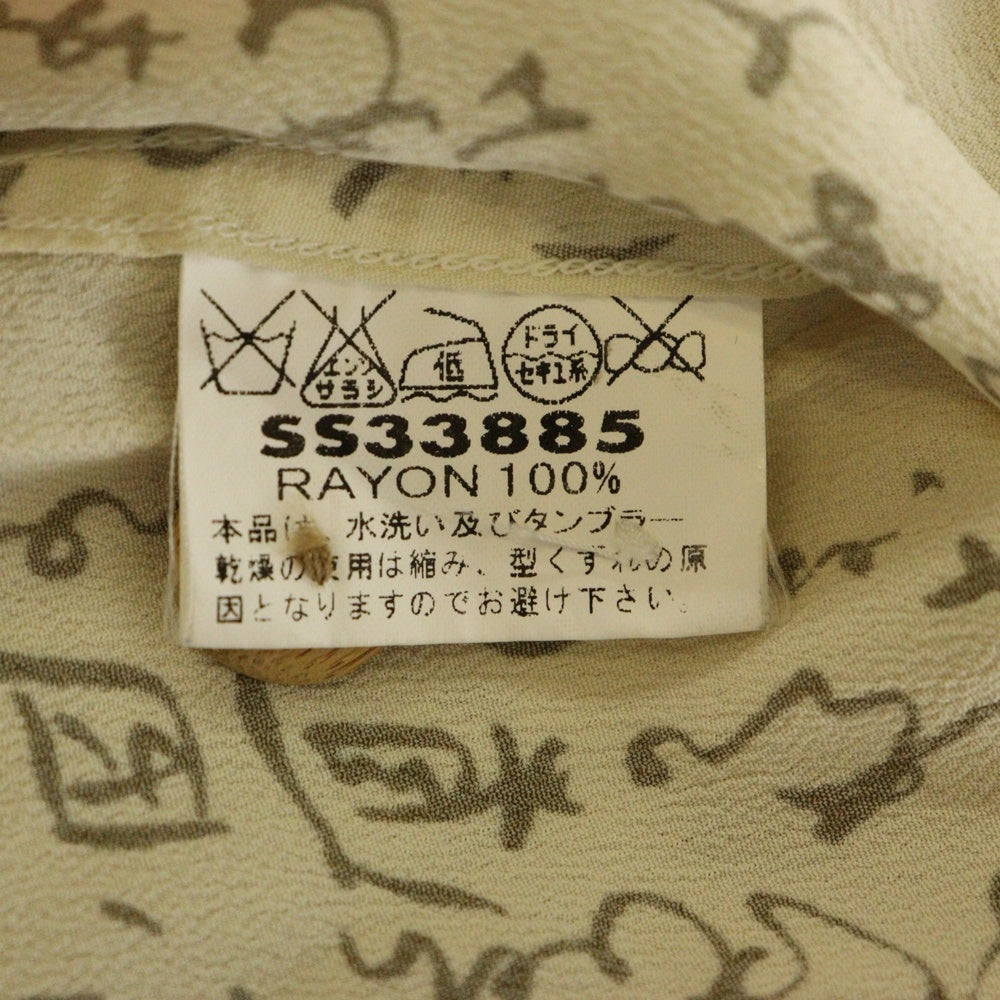 エンソ
サラシ
低
ドライ
セキユ系
SS33885
RAYON 100%
本品は、水洗い及びタンブラー
乾燥の使用は縮み、型くずれの原
因となりますのでお避け下さい。